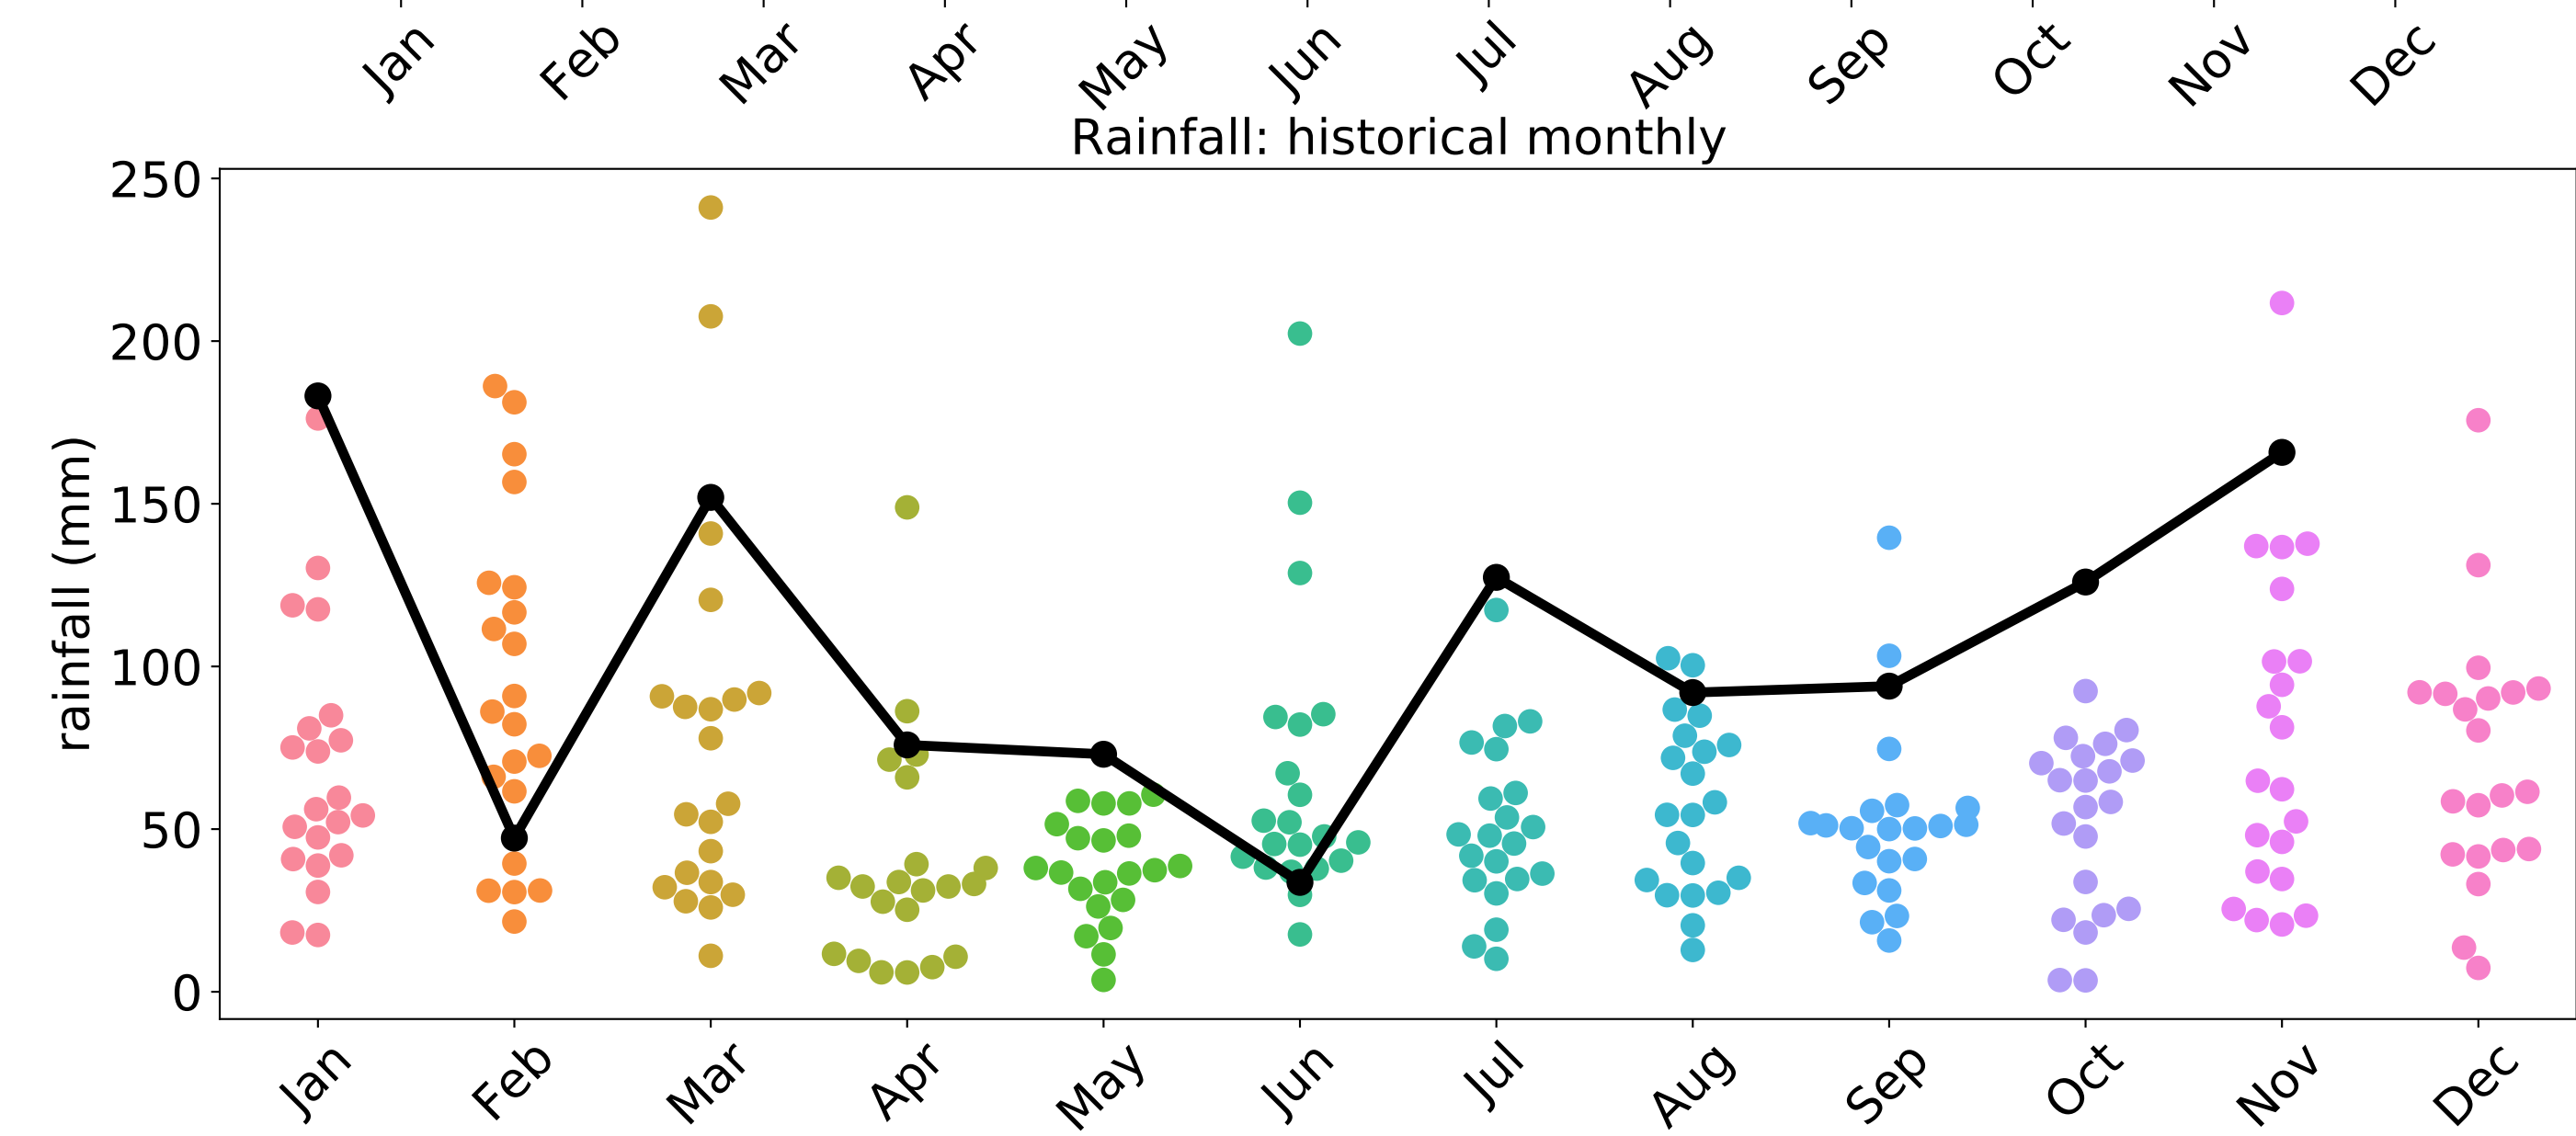 Jan Feb Mar Apr May Jun Jul Aug Sep Oct Nov Dec
Rainfall: historical monthly
250
200
150
100
50
0
rainfall (mm)
Jan Feb Mar Apr May Jun Jul Aug Sep Oct Nov Dec